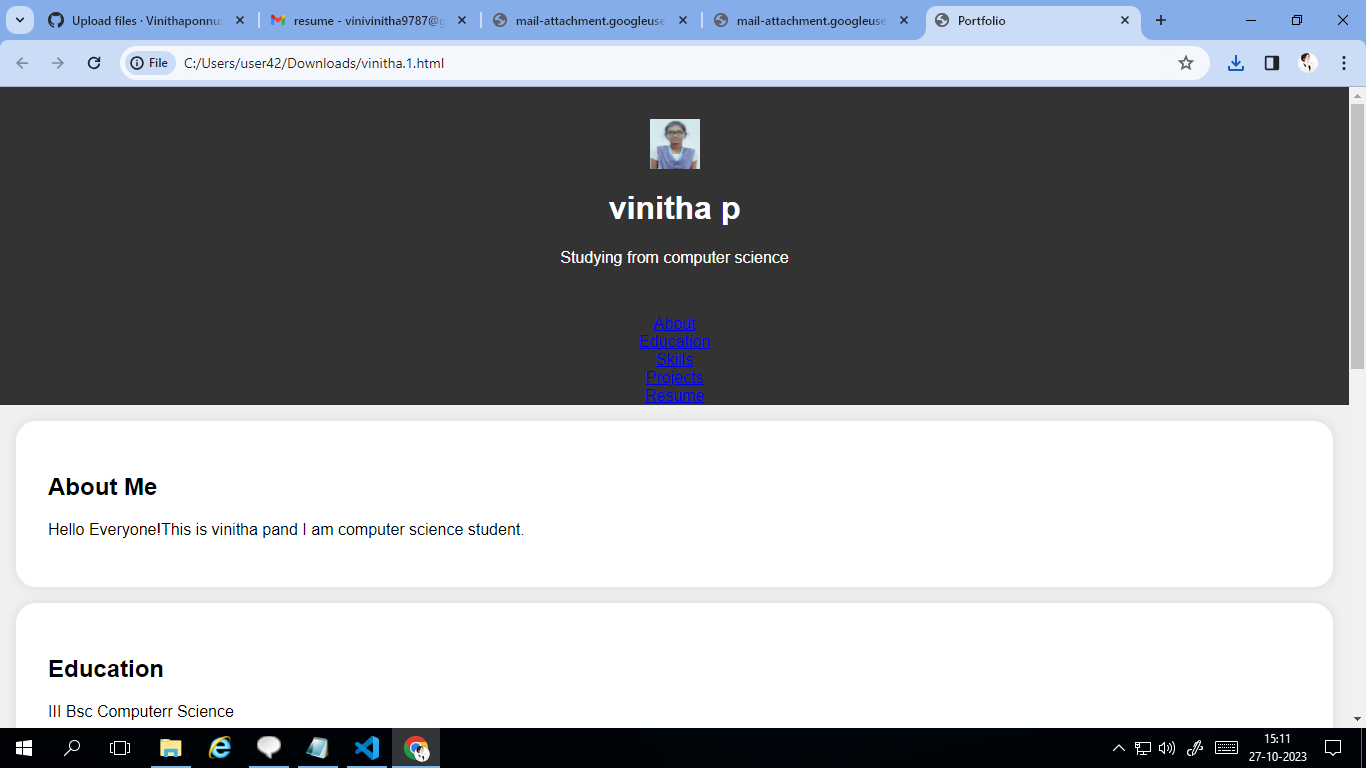 Upload files · Vinithaponnus
resume - vinivinitha9787@g
mail-attachment.googleuse
mail-attachment.googleuse
Portfolio
File
C:/Users/user42/Downloads/vinitha.1.html
vinitha p
Studying from computer science
About
Education
Skills
Projects
Resume
About Me
Hello Everyone!This is vinitha pand I am computer science student.
Education
III Bsc Computerr Science
15:11
27-10-2023